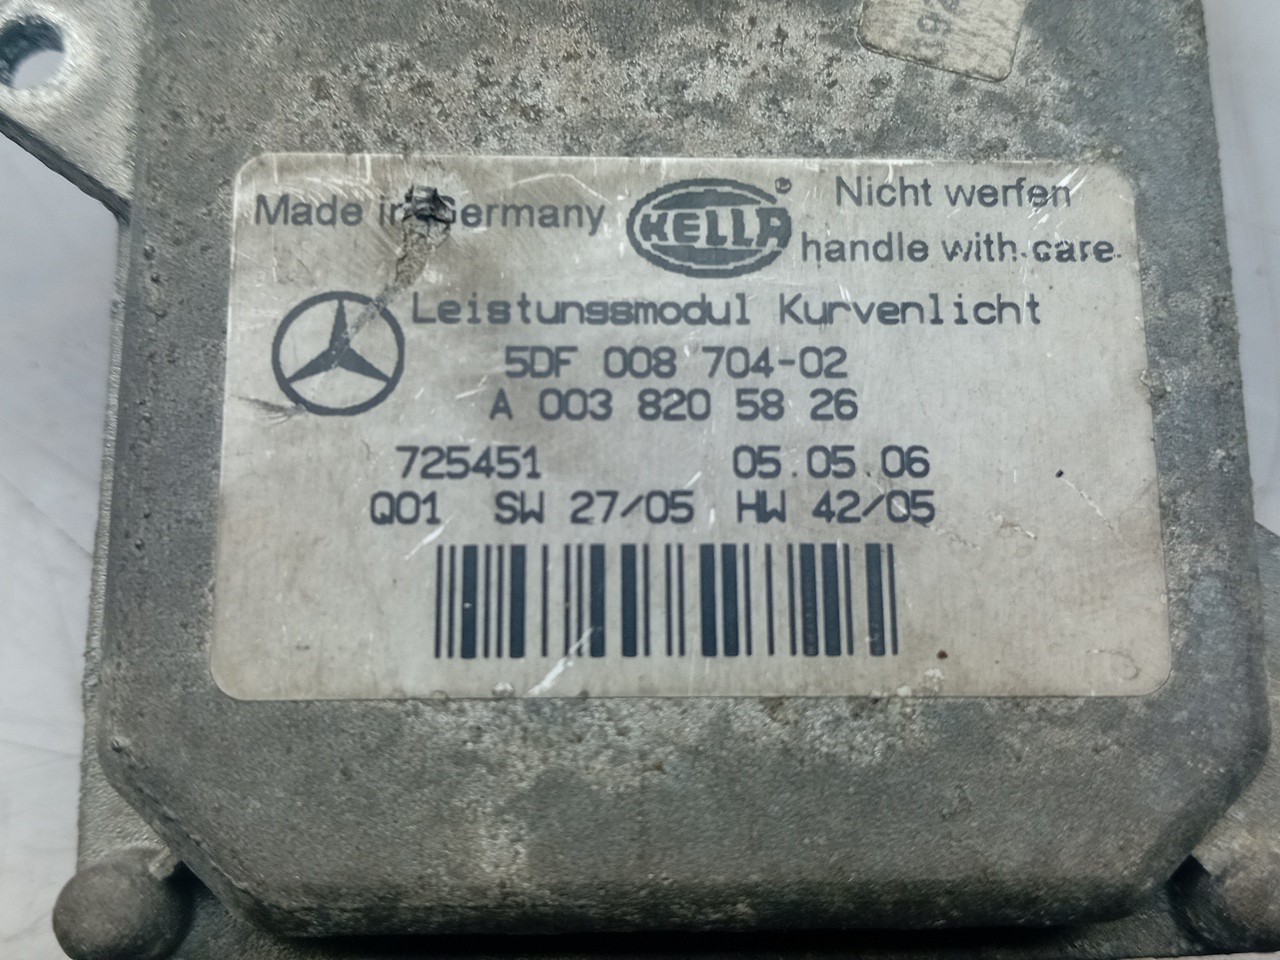 694
Made in Germany
HELLA®
Nicht werfen
handle with care
Leistungsmodul Kurvenlicht
5DF 008 704-02
A 003 820 58 26
725451 05.05.06
Q01 SW 27/05 HW 42/05